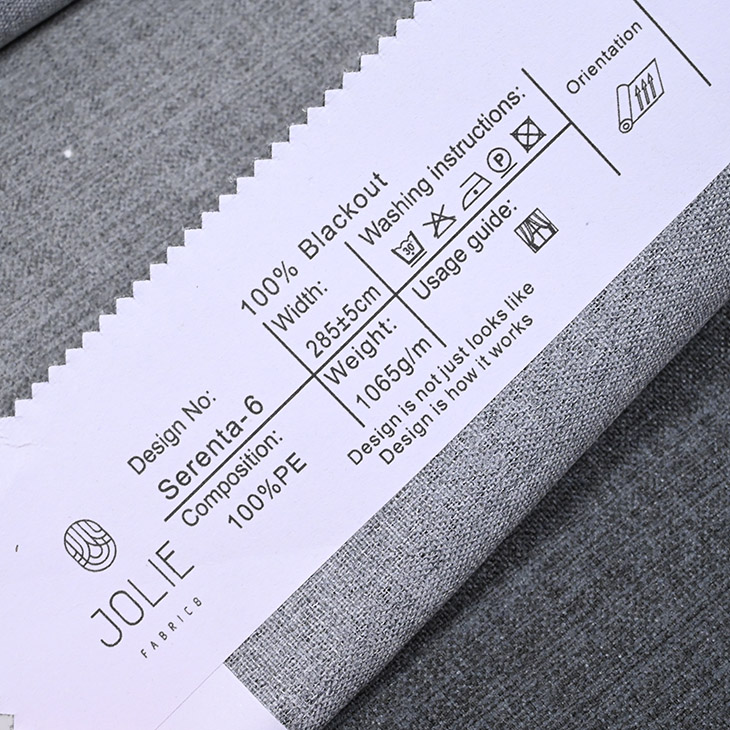 100% Blackout
Design No:
Serenta-6
Width:
285±5cm
Washing instructions:
30°
P
Orientation
Composition:
100%PE
Weight:
1065g/m
Usage guide:
Design is not just looks like
Design is how it works
JOLIE
FABRICS